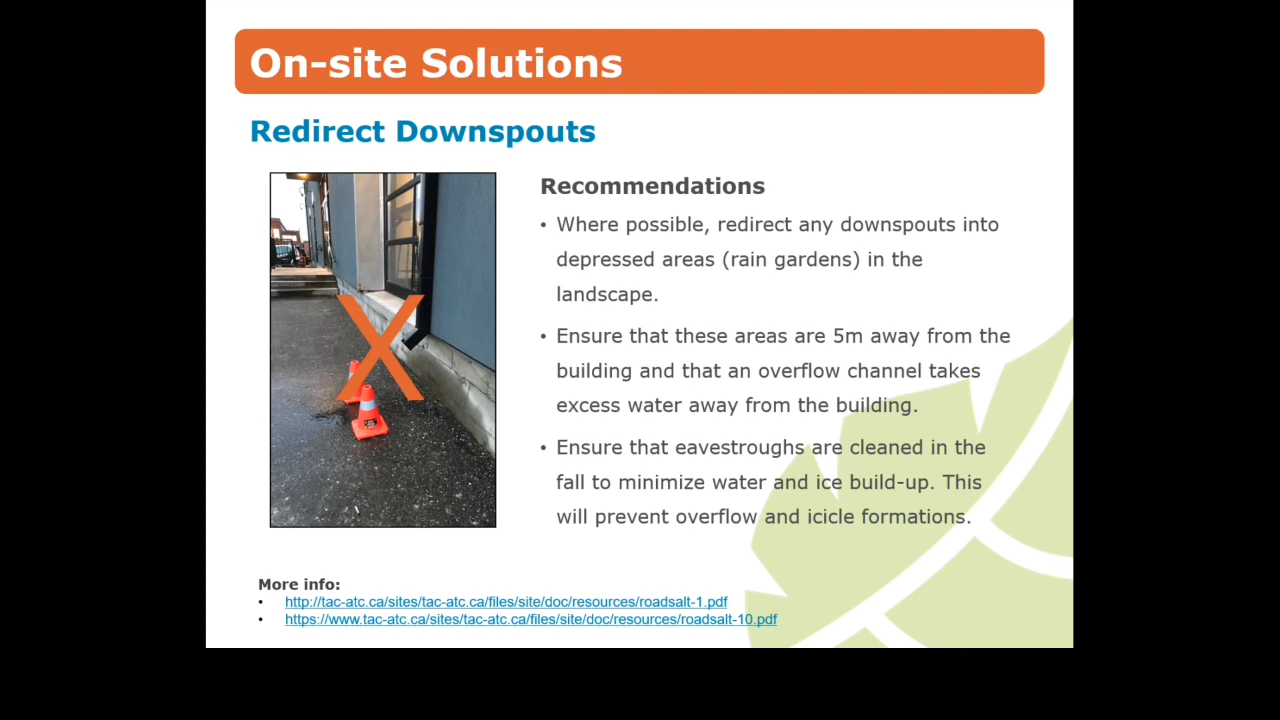 On-site Solutions
Redirect Downspouts
X
Recommendations
• Where possible, redirect any downspouts into
depressed areas (rain gardens) in the
landscape.
• Ensure that these areas are 5m away from the
building and that an overflow channel takes
excess water away from the building.
• Ensure that eavestroughs are cleaned in the
fall to minimize water and ice build-up. This
will prevent overflow and icicle formations.
More info:
• http://tac-atc.ca/sites/tac-atc.ca/files/site/doc/resources/roadsalt-1.pdf
• https://www.tac-atc.ca/sites/tac-atc.ca/files/site/doc/resources/roadsalt-10.pdf